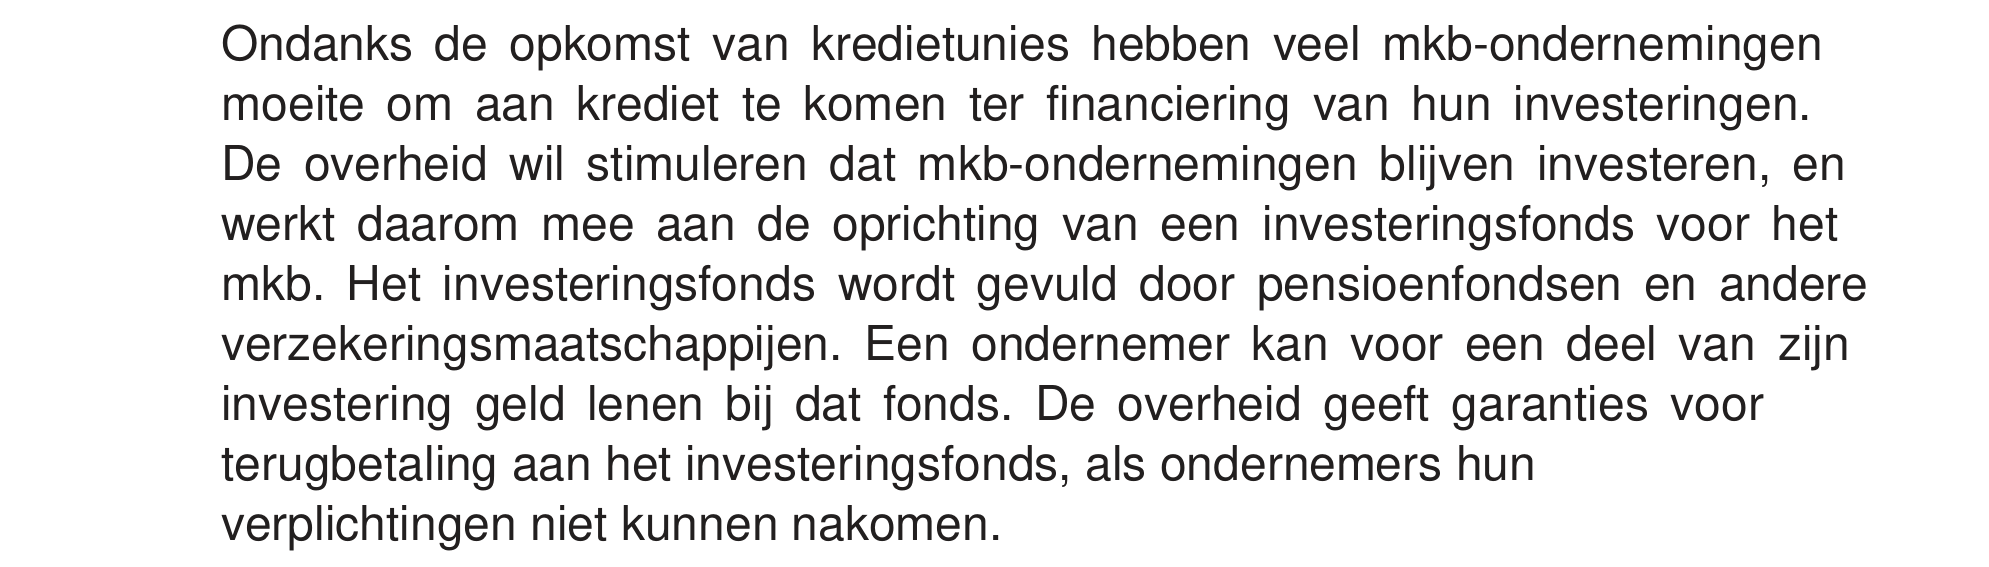 Ondanks de opkomst van kredietunies hebben veel mkb-ondernemingen
moeite om aan krediet te komen ter financiering van hun investeringen.
De overheid wil stimuleren dat mkb-ondernemingen blijven investeren, en
werkt daarom mee aan de oprichting van een investeringsfonds voor het
mkb. Het investeringsfonds wordt gevuld door pensioenfondsen en andere
verzekeringsmaatschappijen. Een ondernemer kan voor een deel van zijn
investering geld lenen bij dat fonds. De overheid geeft garanties voor
terugbetaling aan het investeringsfonds, als ondernemers hun
verplichtingen niet kunnen nakomen.